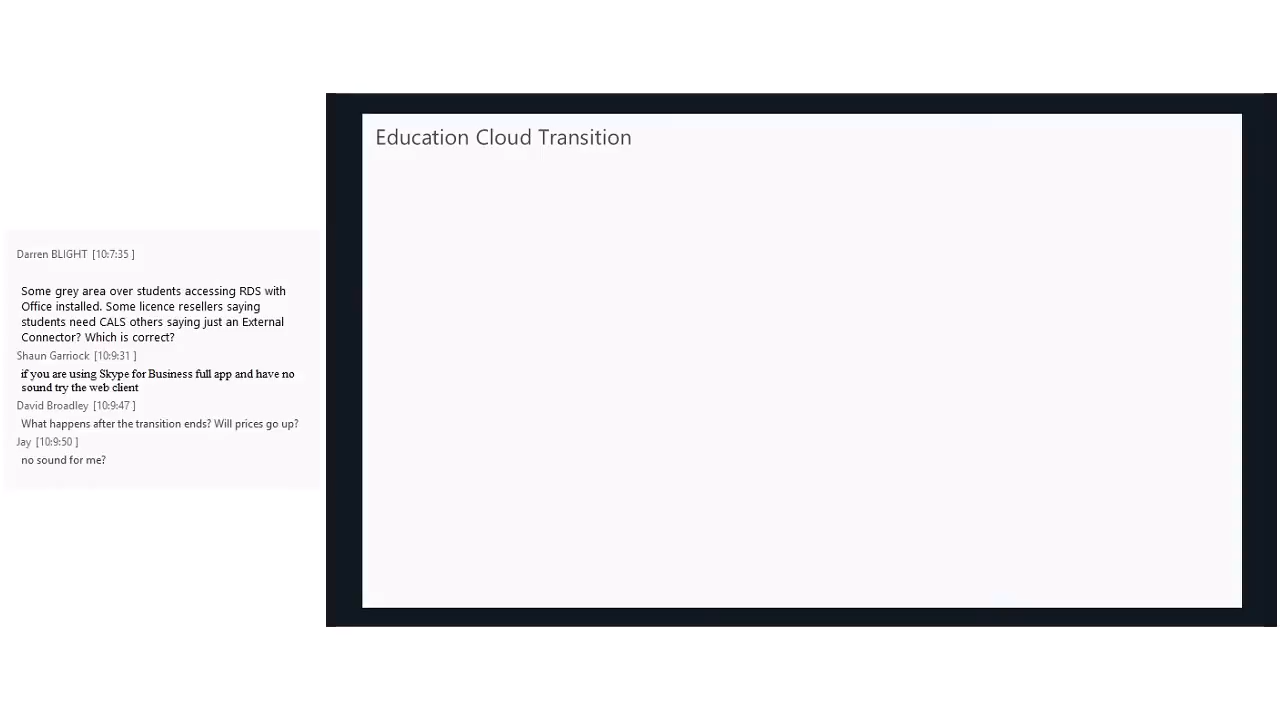 Education Cloud Transition
Darren BLIGHT [10:7:35 ]
Some grey area over students accessing RDS with
Office installed. Some licence resellers saying
students need CALS others saying just an External
Connector? Which is correct?
Shaun Garriock [10:9:31 ]
if you are using Skype for Business full app and have no
sound try the web client
David Broadley [10:9:47 ]
What happens after the transition ends? Will prices go up?
Jay [10:9:50 ]
no sound for me?